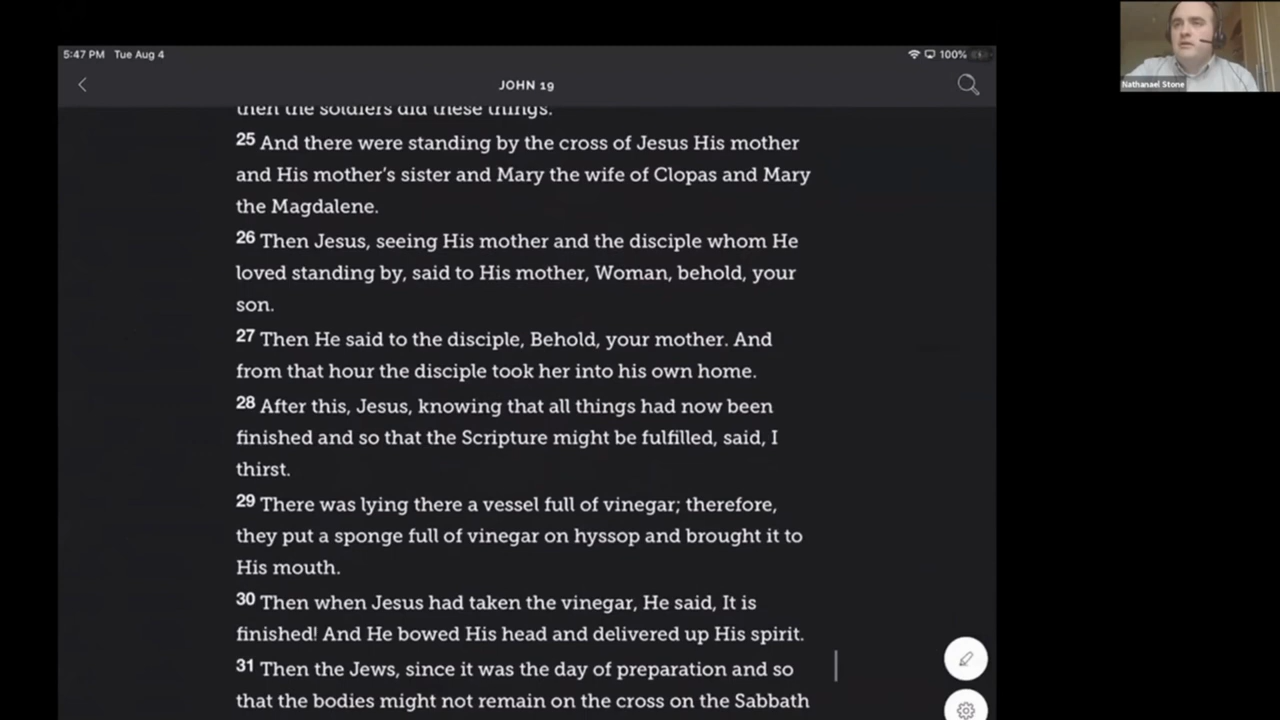 5:47 PM Tue Aug 4
100%
JOHN 19
Nathanael Stone
then the soldiers did these things.
25 And there were standing by the cross of Jesus His mother
and His mother's sister and Mary the wife of Clopas and Mary
the Magdalene.
26 Then Jesus, seeing His mother and the disciple whom He
loved standing by, said to His mother, Woman, behold, your
son.
27 Then He said to the disciple, Behold, your mother. And
from that hour the disciple took her into his own home.
28 After this, Jesus, knowing that all things had now been
finished and so that the Scripture might be fulfilled, said, I
thirst.
29 There was lying there a vessel full of vinegar; therefore,
they put a sponge full of vinegar on hyssop and brought it to
His mouth.
30 Then when Jesus had taken the vinegar, He said, It is
finished! And He bowed His head and delivered up His spirit.
31 Then the Jews, since it was the day of preparation and so
that the bodies might not remain on the cross on the Sabbath